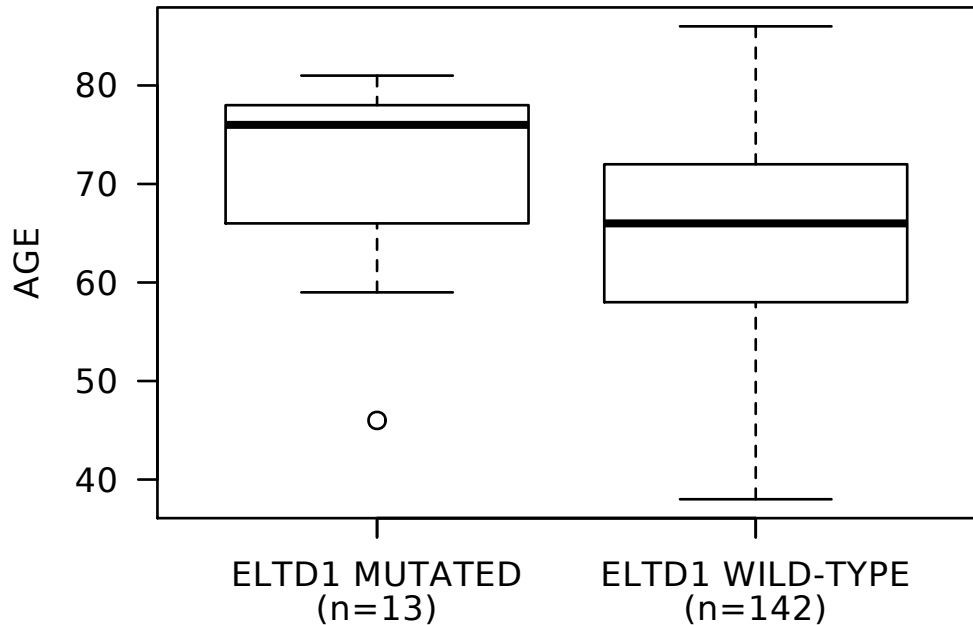 AGE
80
70
60
50
40
ELTD1 MUTATED
(n=13)
ELTD1 WILD-TYPE
(n=142)